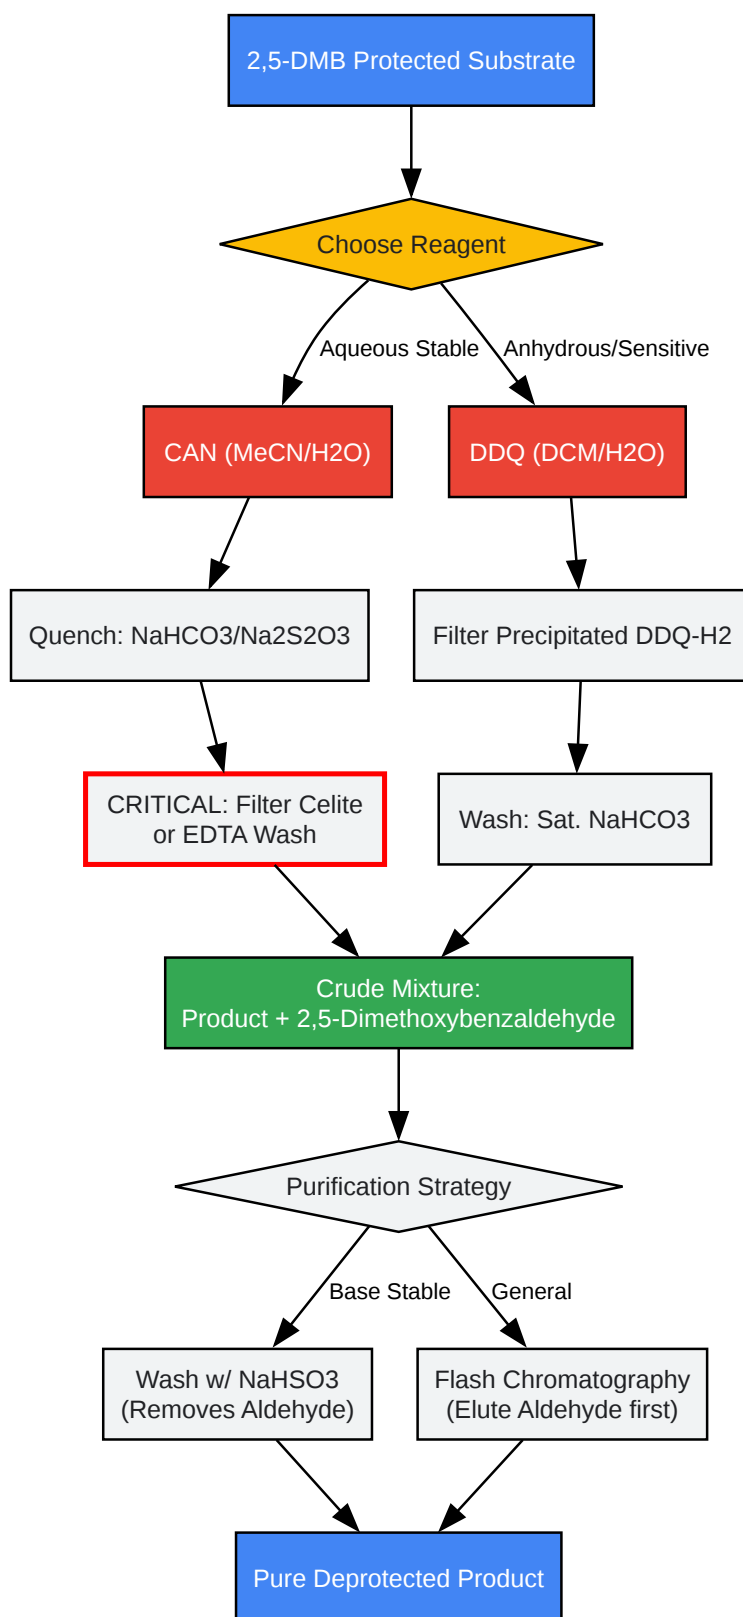 2,5-DMB Protected Substrate
Choose Reagent
Aqueous Stable
Anhydrous/Sensitive
CAN (MeCN/H2O)
DDQ (DCM/H2O)
Quench: NaHCO3/Na2S2O3
Filter Precipitated DDQ-H2
CRITICAL: Filter Celite
or EDTA Wash
Wash: Sat. NaHCO3
Crude Mixture:
Product + 2,5-Dimethoxybenzaldehyde
Purification Strategy
Base Stable
General
Wash w/ NaHSO3
(Removes Aldehyde)
Flash Chromatography
(Elute Aldehyde first)
Pure Deprotected Product